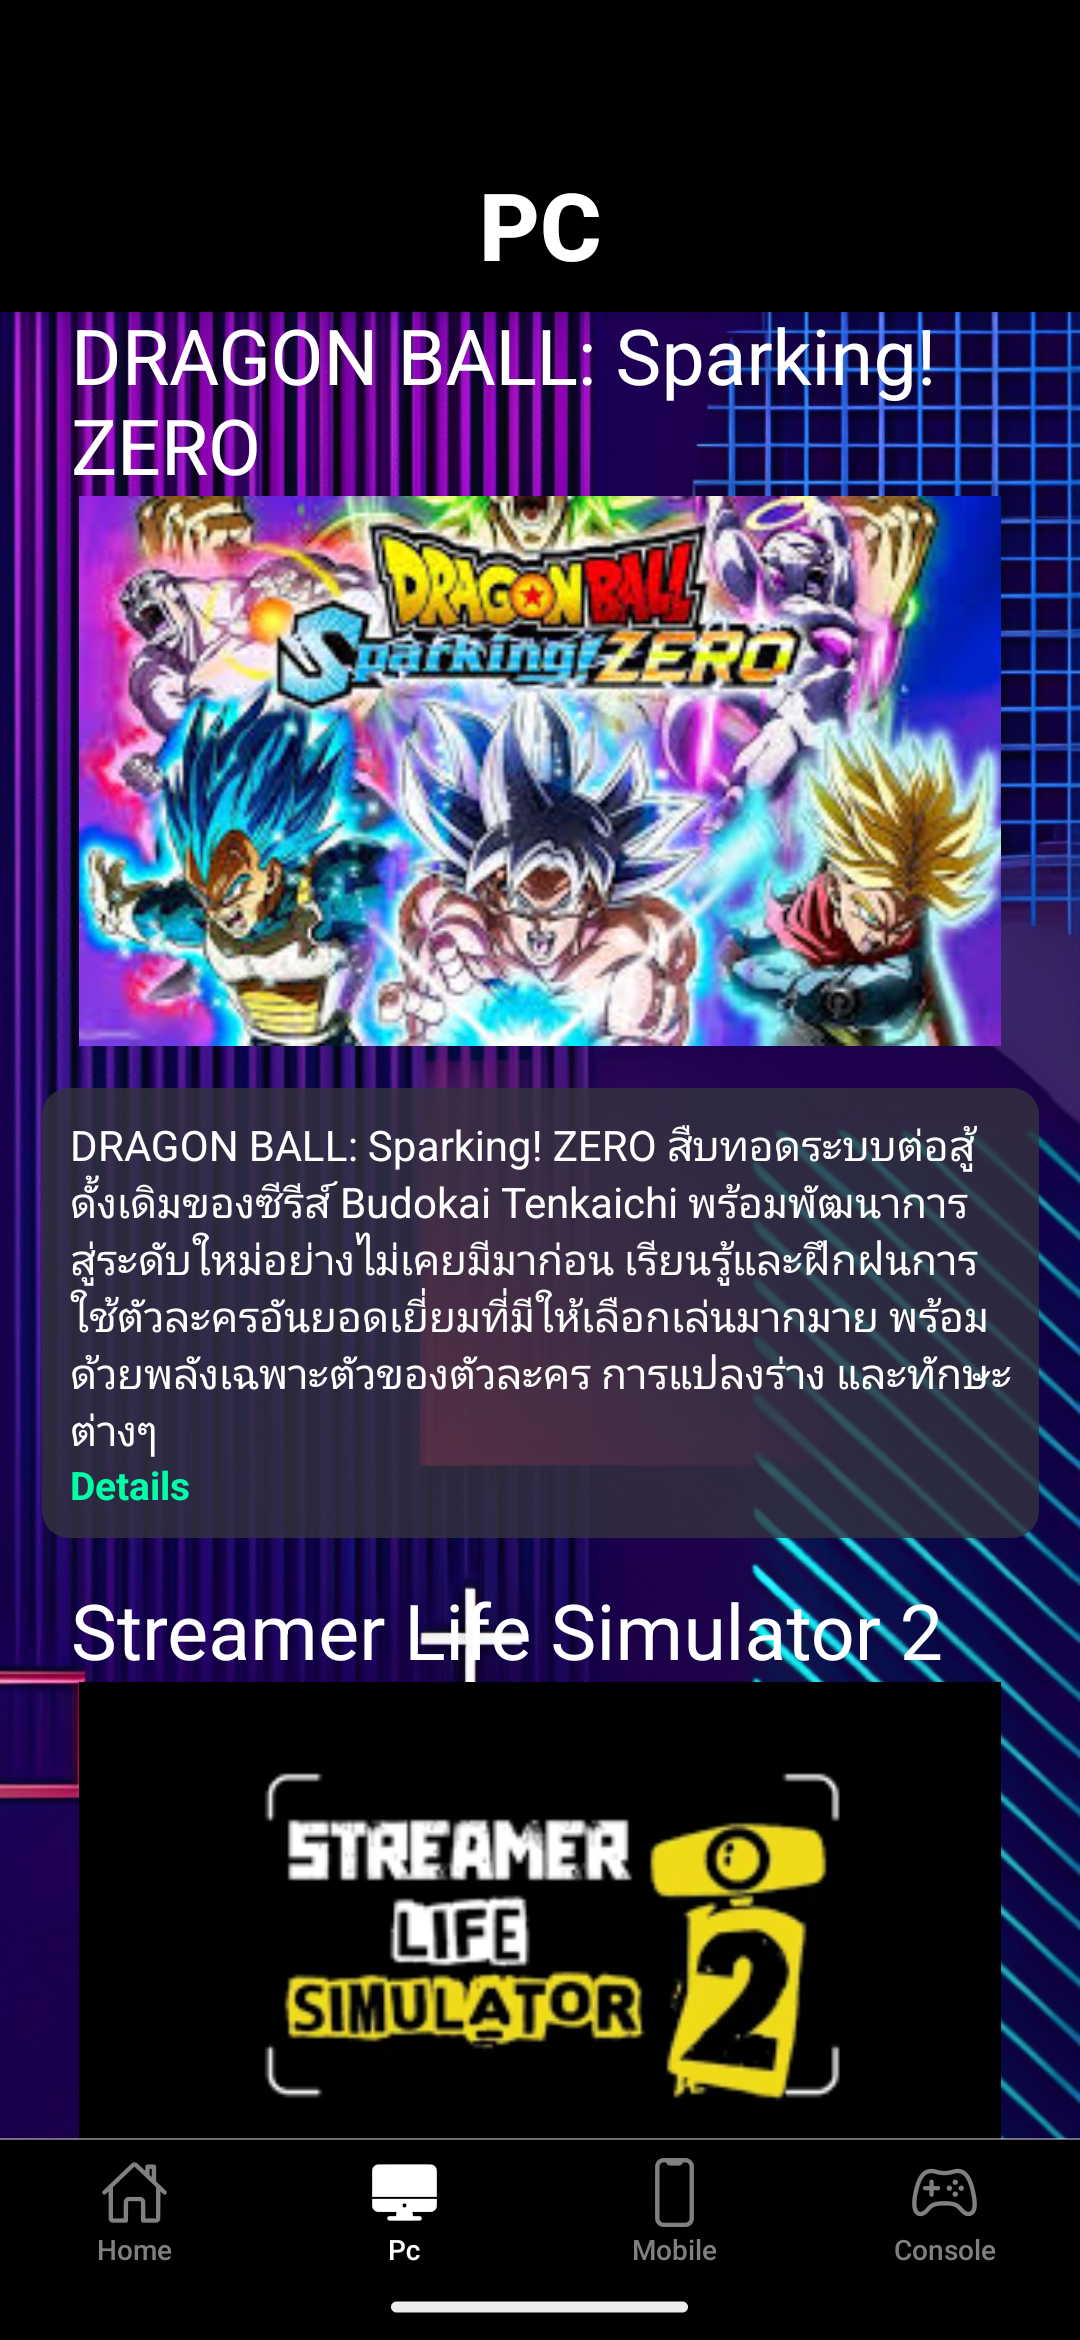 PC
DRAGON BALL: Sparking!
ZERO
DRAGON BALL
Sparking! ZERO
DRAGON BALL: Sparking! ZERO สืบทอดระบบต่อสู้
ดั้งเดิมของซีรีส์ Budokai Tenkaichi พร้อมพัฒนาการ
สู่ระดับใหม่อย่างไม่เคยมีมาก่อน เรียนรู้และฝึกฝนการ
ใช้ตัวละครอันยอดเยี่ยมที่มีให้เลือกเล่นมากมาย พร้อม
ด้วยพลังเฉพาะตัวของตัวละคร การแปลงร่าง และทักษะ
ต่างๆ
Details
Streamer Life Simulator 2
STREAMER
LIFE
SIMULATOR
2
Home
Pc
Mobile
Console